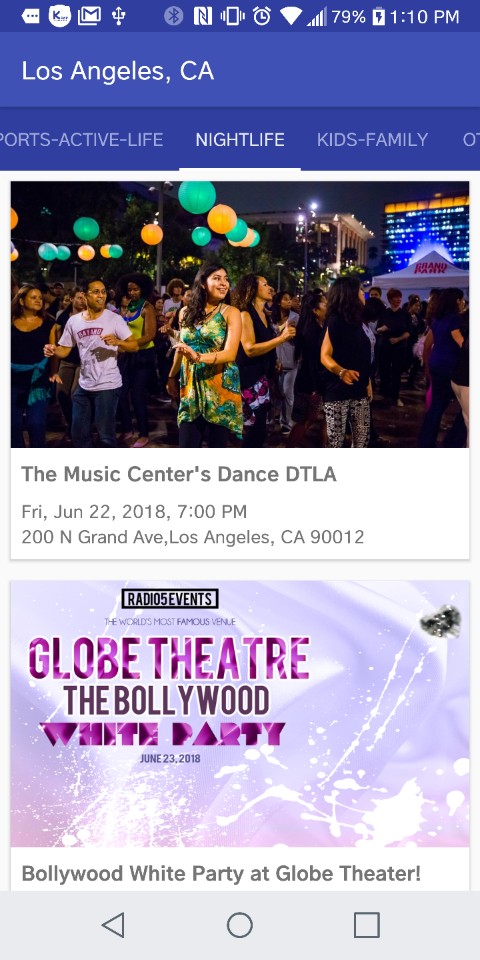 79% 1:10 PM
Los Angeles, CA
PORTS-ACTIVE-LIFE NIGHTLIFE KIDS-FAMILY OT
GRAND
PARK
The Music Center's Dance DTLA
Fri, Jun 22, 2018, 7:00 PM
200 N Grand Ave,Los Angeles, CA 90012
RADIO5EVENTS
THE WORLD'S MOST FAMOUS VENUE
GLOBE THEATRE
THE BOLLYWOOD
WHITE PARTY
JUNE 23, 2018
Bollywood White Party at Globe Theater!